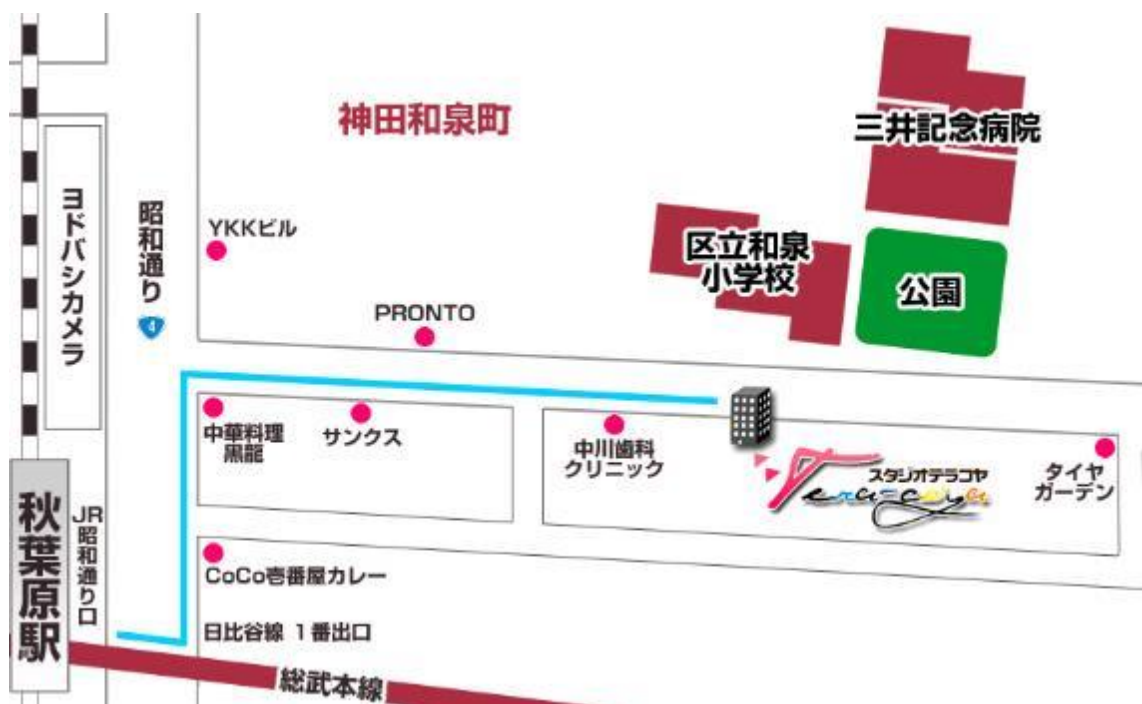 神田和泉町
三井記念病院
ヨドバシカメラ
昭和通り
4
YKKビル
区立和泉
小学校
公園
PRONTO
中華料理
黒龍
サンクス
中川歯科
クリニック
スタジオテラコヤ
Tera-coya
タイヤ
ガーデン
秋葉原駅
JR昭和通り口
CoCo壱番屋カレー
日比谷線 1番出口
総武本線